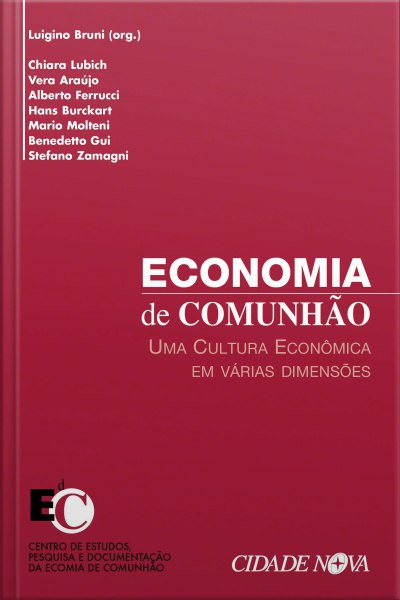 Luigino Bruni (org.)
Chiara Lubich
Vera Araújo
Alberto Ferrucci
Hans Burckart
Mario Molteni
Benedetto Gui
Stefano Zamagni
ECONOMIA
de COMUNHÃO
UMA CULTURA ECONÔMICA
EM VÁRIAS DIMENSÕES
EdC
CENTRO DE ESTUDOS,
PESQUISA E DOCUMENTAÇÃO
DA ECOMIA DE COMUNHÃO
CIDADE NOVA